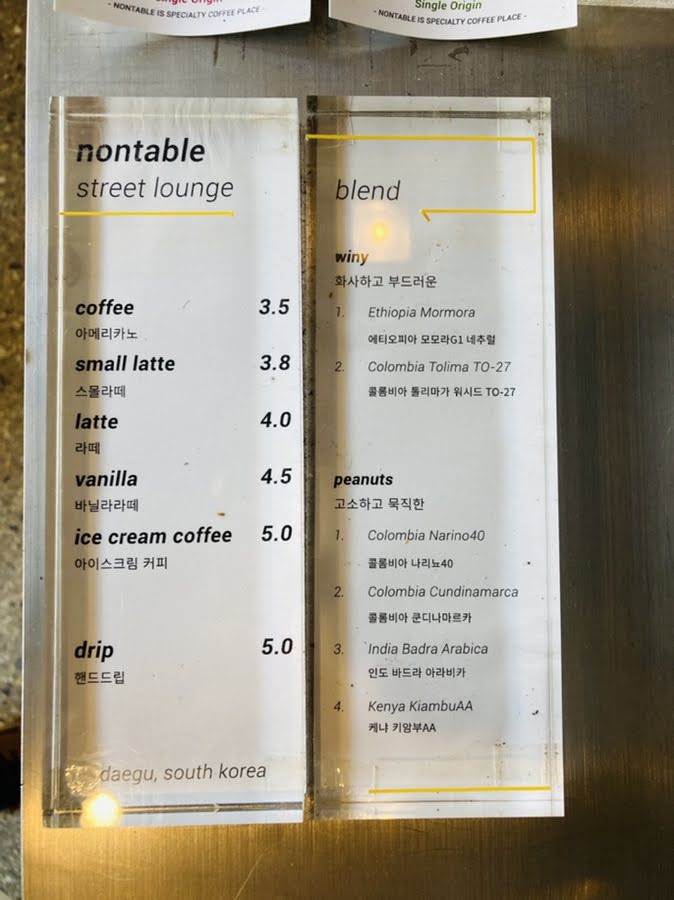 Single Origin
- NONTABLE IS SPECIALTY COFFEE PLACE -
Single Origin
- NONTABLE IS SPECIALTY COFFEE PLACE -
nontable
street lounge
coffee 3.5
아메리카노
small latte 3.8
스몰라떼
latte 4.0
라떼
vanilla 4.5
바닐라라떼
ice cream coffee 5.0
아이스크림 커피
drip 5.0
핸드드립
daegu, south korea
blend
winy
화사하고 부드러운
1. Ethiopia Mormora
에티오피아 모모라G1 네추럴
2. Colombia Tolima TO-27
콜롬비아 톨리마가 워시드 TO-27
peanuts
고소하고 묵직한
1. Colombia Narino40
콜롬비아 나리뇨40
2. Colombia Cundinamarca
콜롬비아 쿤디나마르카
3. India Badra Arabica
인도 바드라 아라비카
4. Kenya KiambuAA
케냐 키암부AA